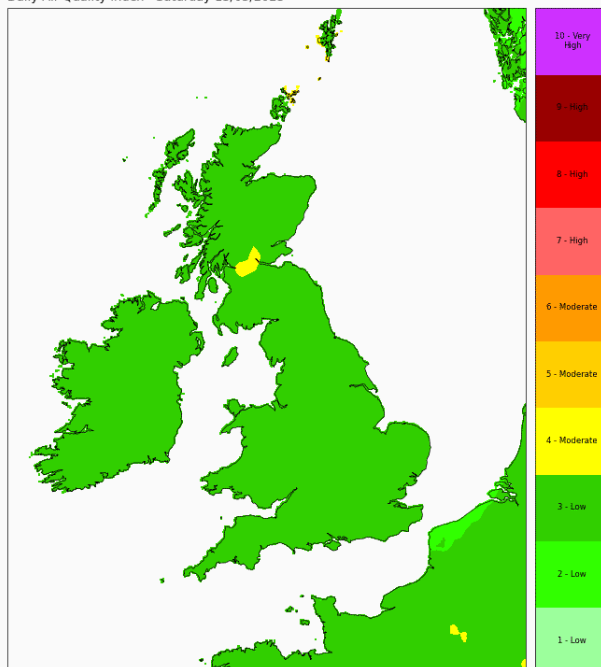 10 - Very
High
9 - High
8 - High
7 - High
6 - Moderate
5 - Moderate
4 - Moderate
3 - Low
2 - Low
1 - Low